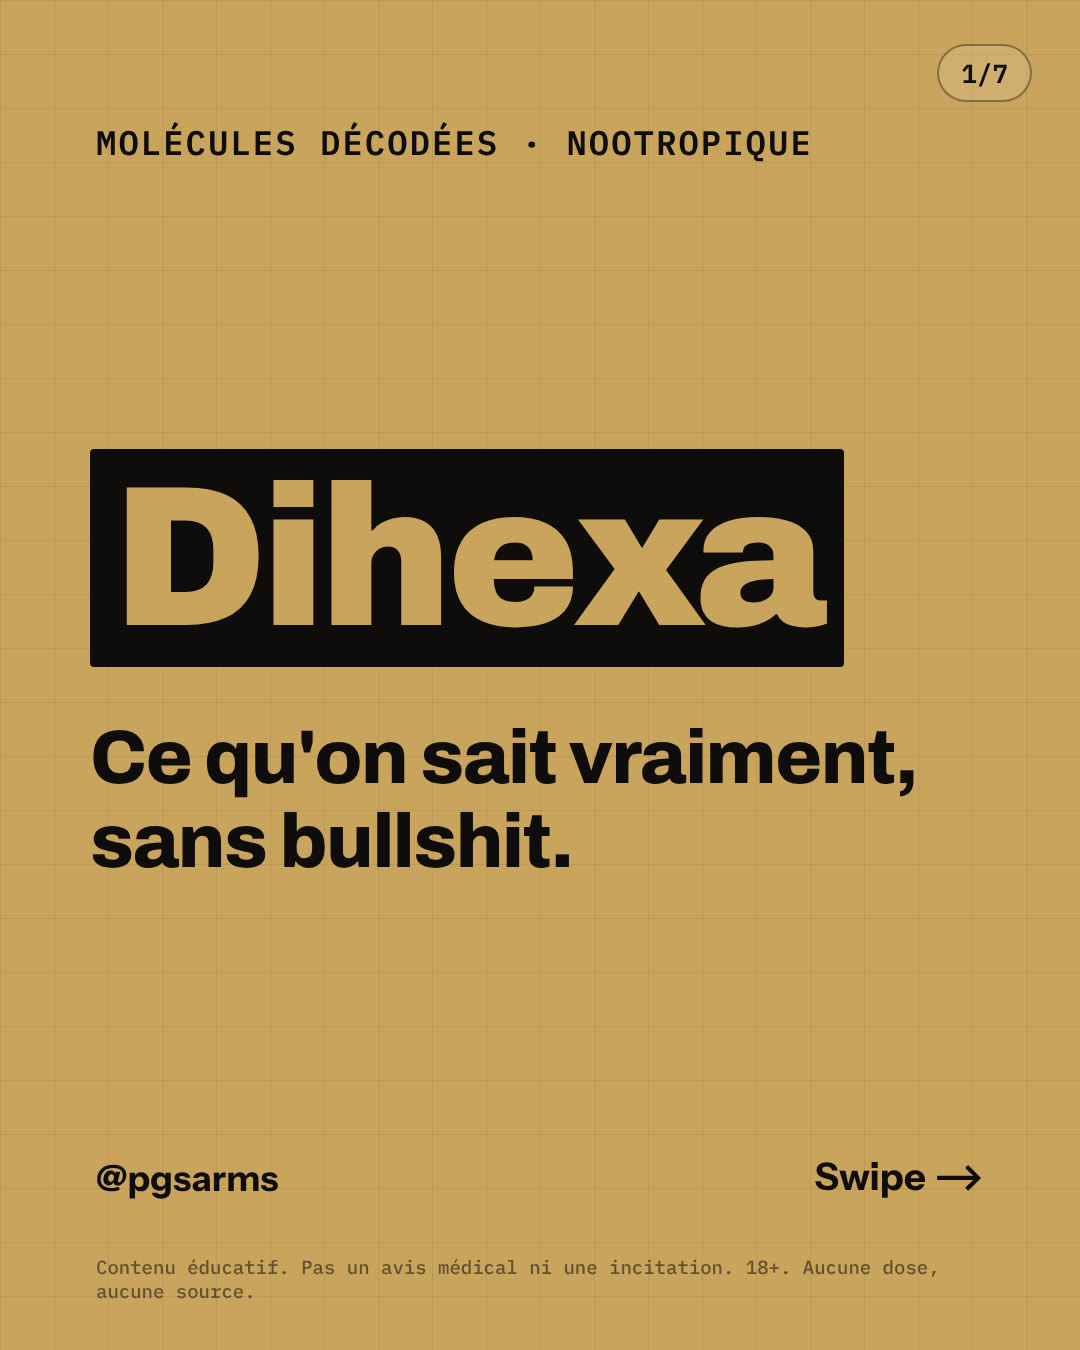 1/7
MOLÉCULES DÉCODÉES · NOOTROPIQUE
Dihexa
Ce qu'on sait vraiment,
sans bullshit.
@pgsarms
Swipe →
Contenu éducatif. Pas un avis médical ni une incitation. 18+. Aucune dose,
aucune source.